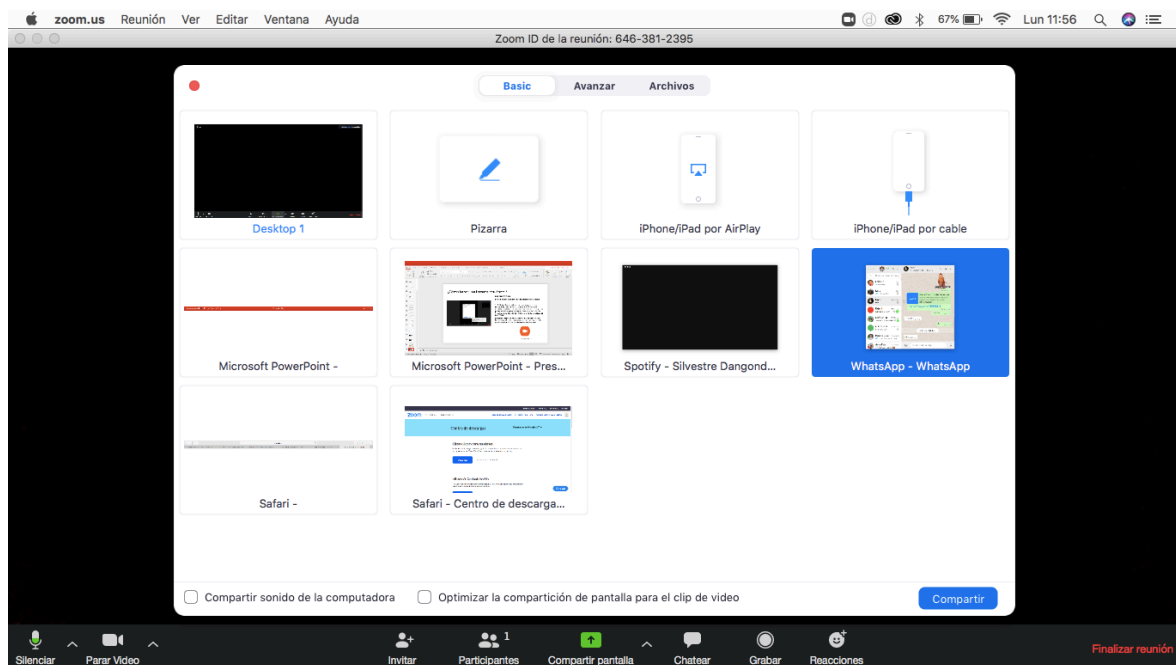 zoom.us Reunión Ver Editar Ventana Ayuda 67% Lun 11:56
Zoom ID de la reunión: 646-381-2395
Basic Avanzar Archivos
Desktop 1 Pizarra iPhone/iPad por AirPlay iPhone/iPad por cable
Microsoft PowerPoint - Microsoft PowerPoint - Pres... Spotify - Silvestre Dangond... WhatsApp - WhatsApp
zoom
Centro de descarga
Safari - Safari - Centro de descarga...
Compartir sonido de la computadora Optimizar la compartición de pantalla para el clip de video Compartir
1
Silenciar Parar Video Invitar Participantes Compartir pantalla Chatear Grabar Reacciones Finalizar reunión